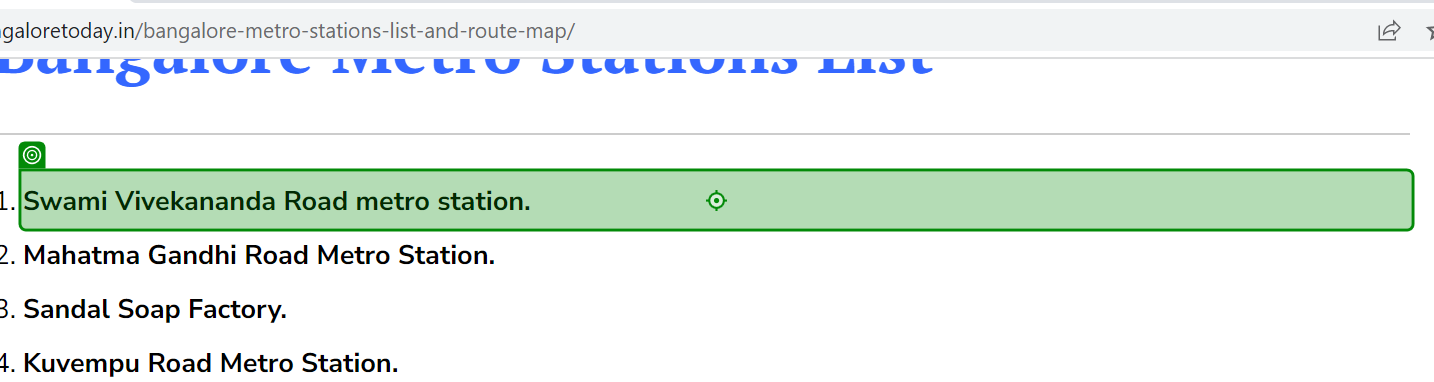 galoretoday.in/bangalore-metro-stations-list-and-route-map/
Bangalore Metro Stations List
1. Swami Vivekananda Road metro station.
2. Mahatma Gandhi Road Metro Station.
3. Sandal Soap Factory.
4. Kuvempu Road Metro Station.